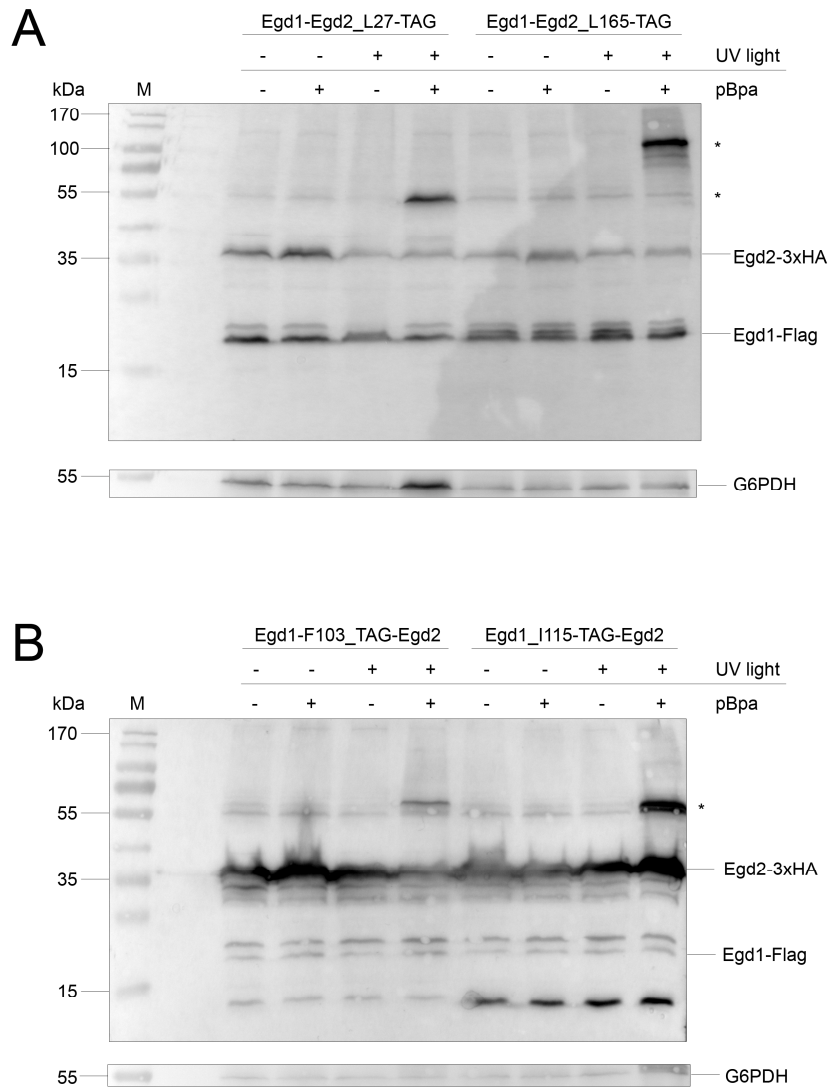 A
Egd1-Egd2_L27-TAG Egd1-Egd2_L165-TAG
- - + + - - + + UV light
kDa M - + - + - + - + pBpa
170
100 *
55 *
35 Egd2-3xHA
Egd1-Flag
15
55 G6PDH
B
Egd1-F103_TAG-Egd2 Egd1_I115-TAG-Egd2
- - + + - - + + UV light
kDa M - + - + - + - + pBpa
170
55 *
35 Egd2-3xHA
Egd1-Flag
15
55 G6PDH